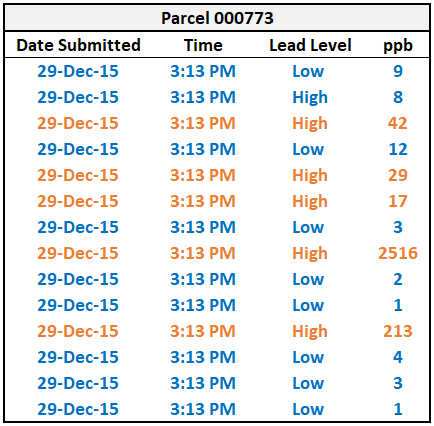 Parcel 000773
Date Submitted Time Lead Level ppb
29-Dec-15 3:13 PM Low 9
29-Dec-15 3:13 PM High 8
29-Dec-15 3:13 PM High 42
29-Dec-15 3:13 PM Low 12
29-Dec-15 3:13 PM High 29
29-Dec-15 3:13 PM High 17
29-Dec-15 3:13 PM Low 3
29-Dec-15 3:13 PM High 2516
29-Dec-15 3:13 PM Low 2
29-Dec-15 3:13 PM Low 1
29-Dec-15 3:13 PM High 213
29-Dec-15 3:13 PM Low 4
29-Dec-15 3:13 PM Low 3
29-Dec-15 3:13 PM Low 1